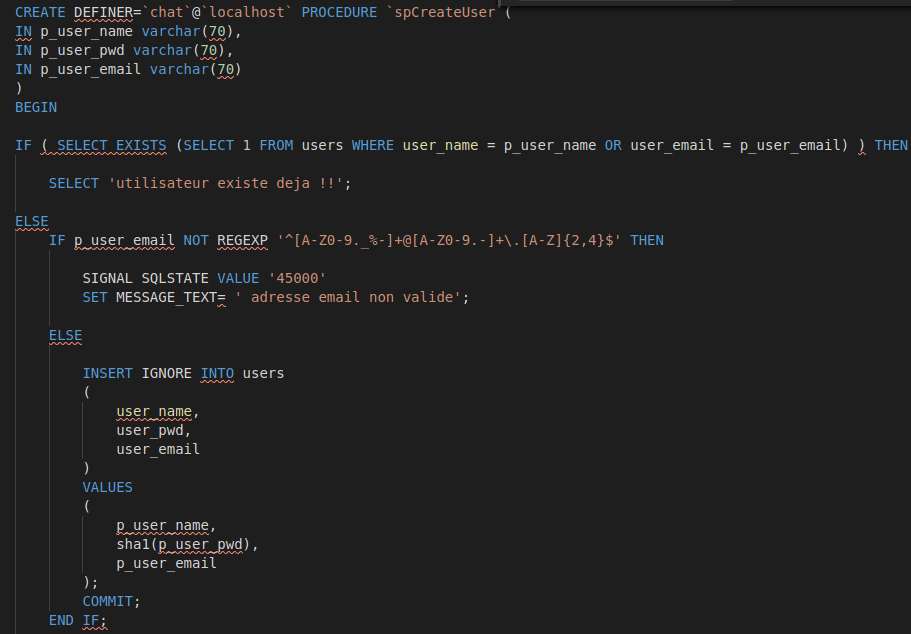 CREATE DEFINER=`chat`@`localhost` PROCEDURE `spCreateUser`(
IN p_user_name varchar(70),
IN p_user_pwd varchar(70),
IN p_user_email varchar(70)
)
BEGIN
IF ( SELECT EXISTS (SELECT 1 FROM users WHERE user_name = p_user_name OR user_email = p_user_email) ) THEN
SELECT 'utilisateur existe deja !!';
ELSE
IF p_user_email NOT REGEXP '^[A-Z0-9._%-]+@[A-Z0-9.-]+\.[A-Z]{2,4}$' THEN
SIGNAL SQLSTATE VALUE '45000'
SET MESSAGE_TEXT= ' adresse email non valide';
ELSE
INSERT IGNORE INTO users
(
user_name,
user_pwd,
user_email
)
VALUES
(
p_user_name,
sha1(p_user_pwd),
p_user_email
);
COMMIT;
END IF;